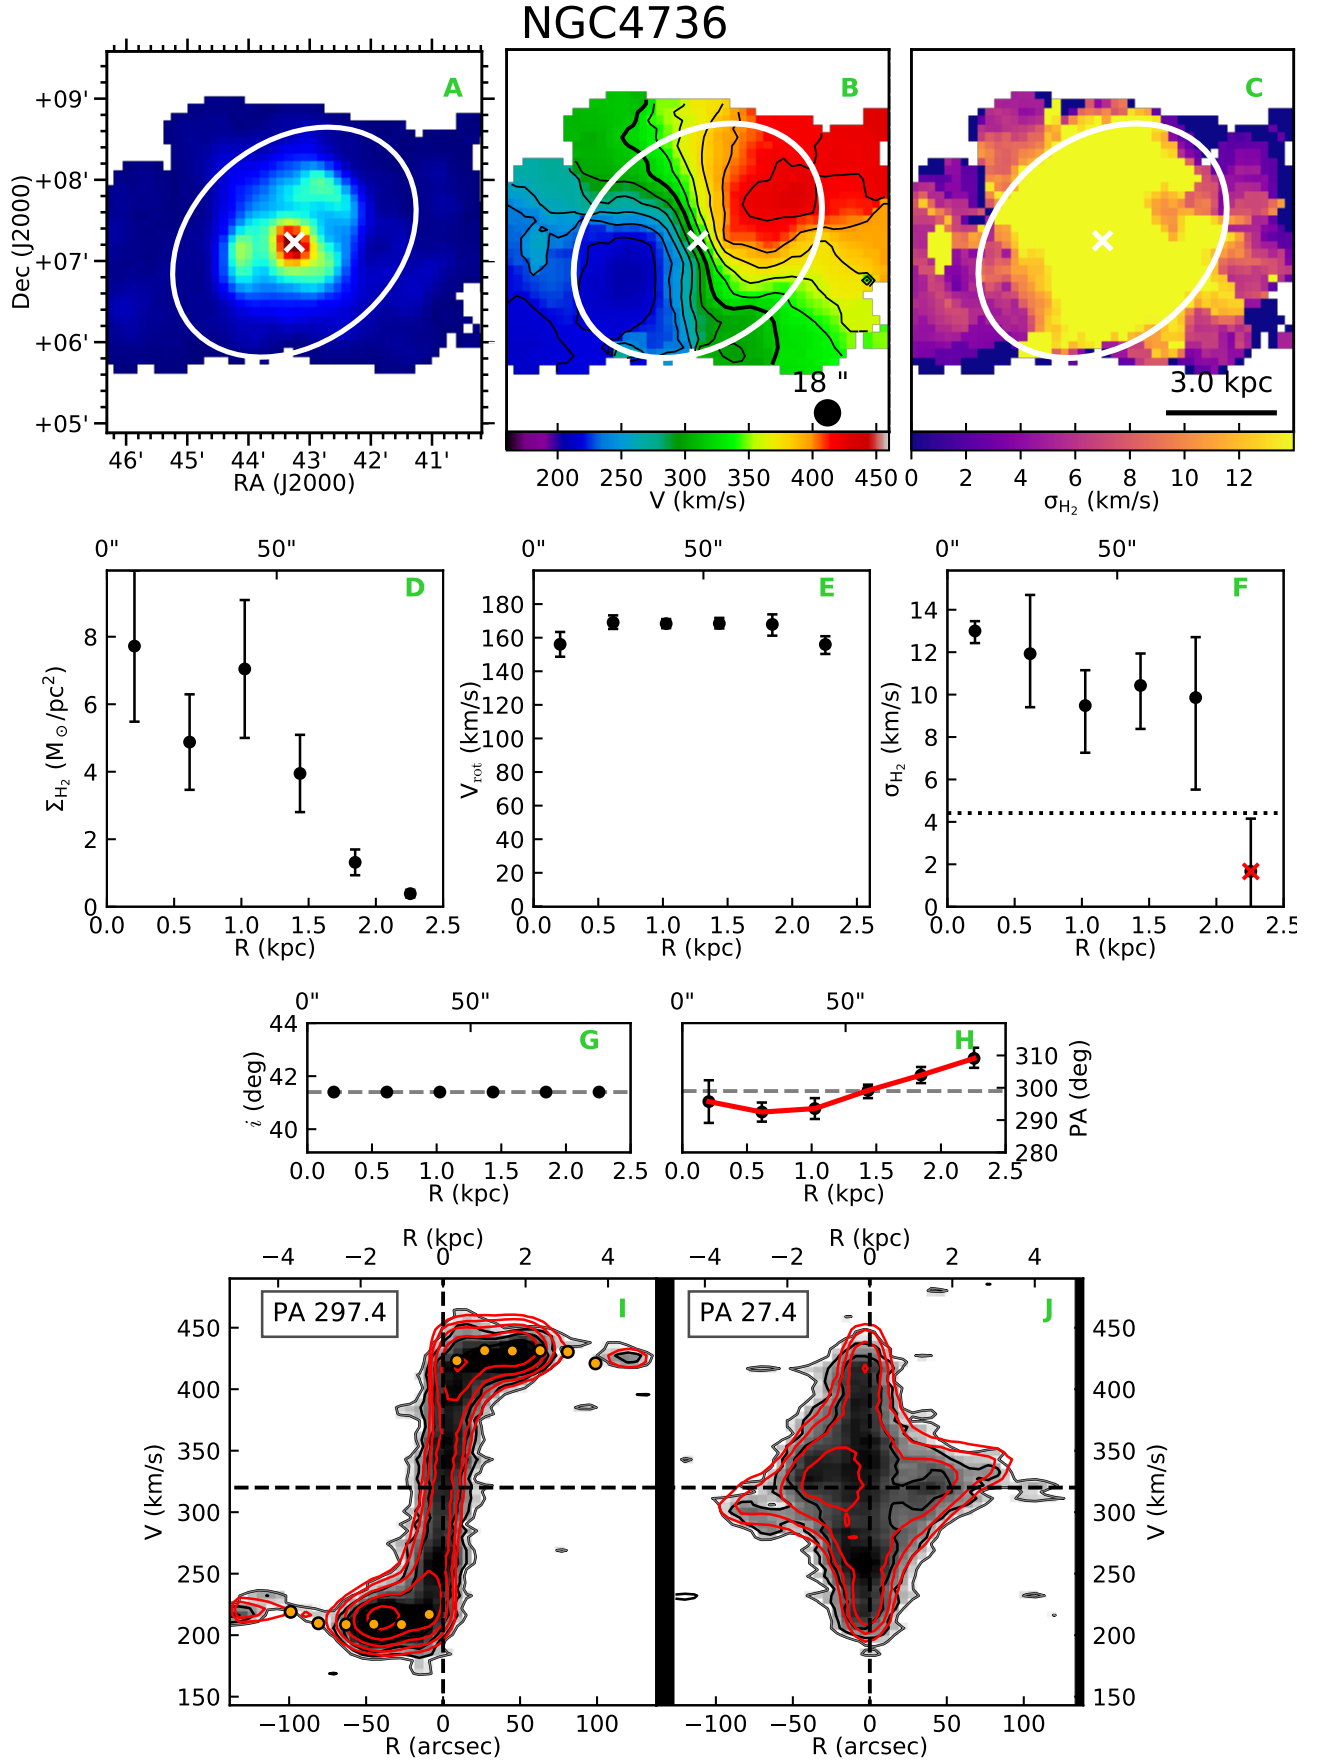 NGC4736
A
B
C
+09'
+08'
+07'
+06'
+05'
Dec (J2000)
46' 45' 44' 43' 42' 41'
RA (J2000)
18 "
200 250 300 350 400 450
V (km/s)
3.0 kpc
0 2 4 6 8 10 12
σH₂ (km/s)
0" 50"
D
8
6
4
2
0
ΣH₂ (M⊙/pc²)
0.0 0.5 1.0 1.5 2.0 2.5
R (kpc)
0" 50"
E
180
160
140
120
100
80
60
40
20
0
Vrot (km/s)
0.0 0.5 1.0 1.5 2.0 2.5
R (kpc)
0" 50"
F
14
12
10
8
6
4
2
0
σH₂ (km/s)
0.0 0.5 1.0 1.5 2.0 2.5
R (kpc)
0" 50"
G
44
42
40
i (deg)
0.0 0.5 1.0 1.5 2.0 2.5
R (kpc)
0" 50"
H
310
300
290
280
PA (deg)
0.0 0.5 1.0 1.5 2.0 2.5
R (kpc)
R (kpc)
−4 −2 0 2 4
PA 297.4
I
450
400
350
300
250
200
150
V (km/s)
−100 −50 0 50 100
R (arcsec)
R (kpc)
−4 −2 0 2 4
PA 27.4
J
450
400
350
300
250
200
150
V (km/s)
−100 −50 0 50 100
R (arcsec)